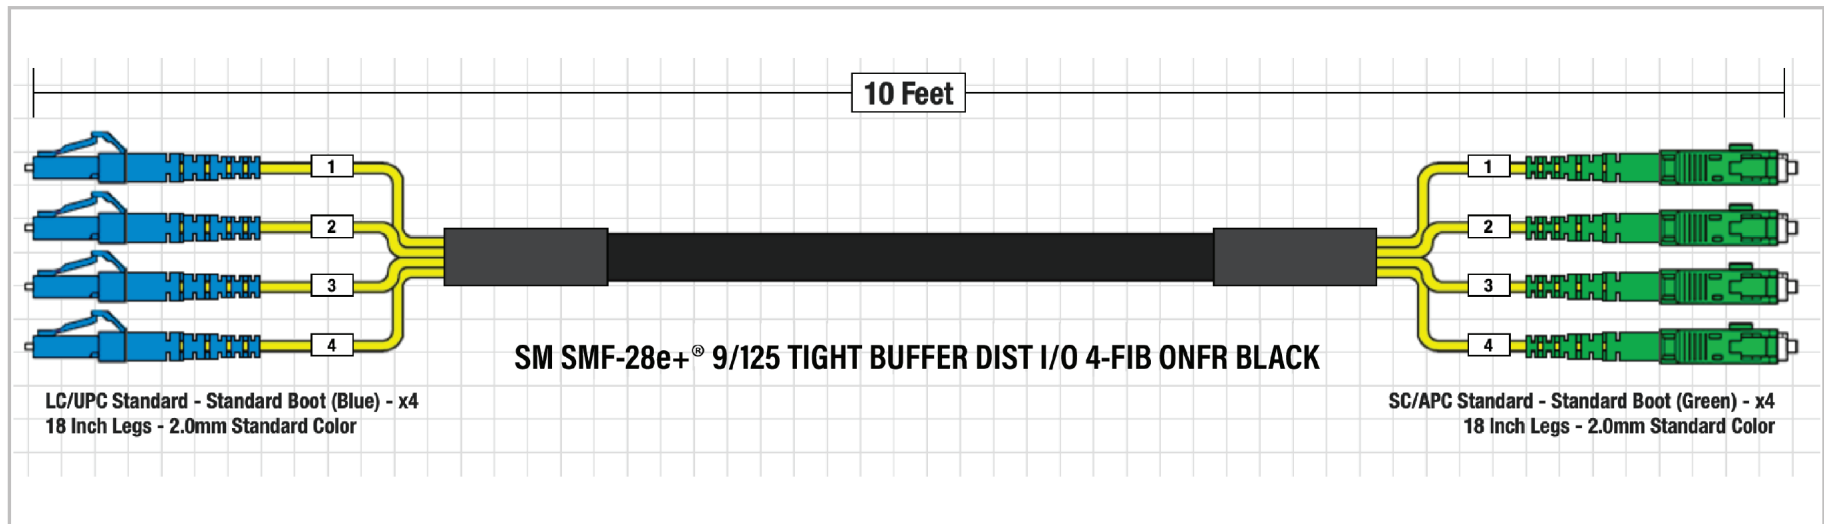 10 Feet
1
1
2
2
3
3
4
4
SM SMF-28e+® 9/125 TIGHT BUFFER DIST I/O 4-FIB ONFR BLACK
LC/UPC Standard - Standard Boot (Blue) - x4
18 Inch Legs - 2.0mm Standard Color
SC/APC Standard - Standard Boot (Green) - x4
18 Inch Legs - 2.0mm Standard Color